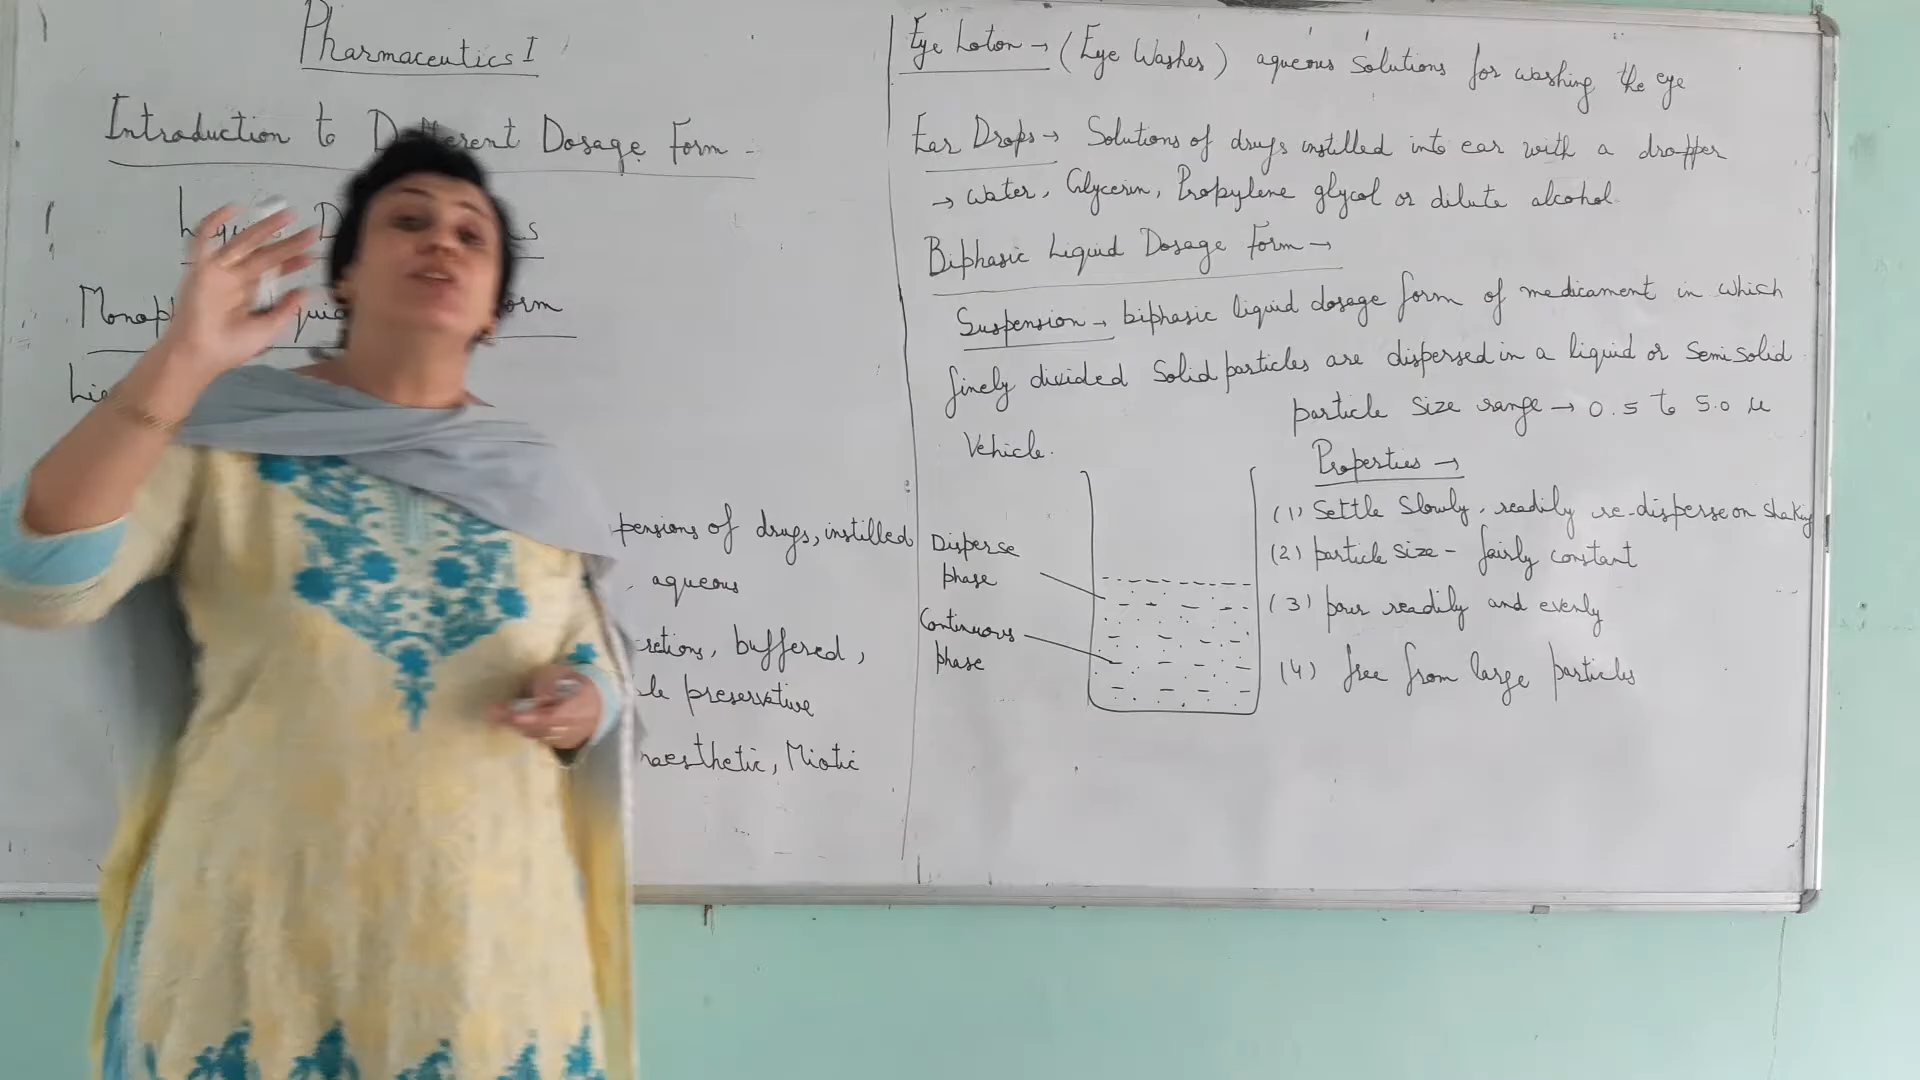 Pharmaceutics I
Introduction to Different Dosage Form -
Form
pensions of drugs, instilled
aqueous
buffered,
preservative
Miotic
Eye Loton → (Eye Washes) aqueous Solutions for washing the eye
Ear Drops → Solutions of drugs instilled into ear with a dropper
→ Water, Glycerin, Propylene glycol or dilute alcohol
Biphasic Liquid Dosage Form →
Suspension → biphasic liquid dosage form of medicament in which
finely divided Solid particles are dispersed in a liquid or Semi solid
Vehicle.
particle Size range → 0.5 to 5.0 μ
Properties →
(1) Settle Slowly, readily re-disperse on Shaking
(2) particle size - fairly constant
(3) pour readily and evenly
(4) free from large particles
Disperse
phase
Continuous
phase